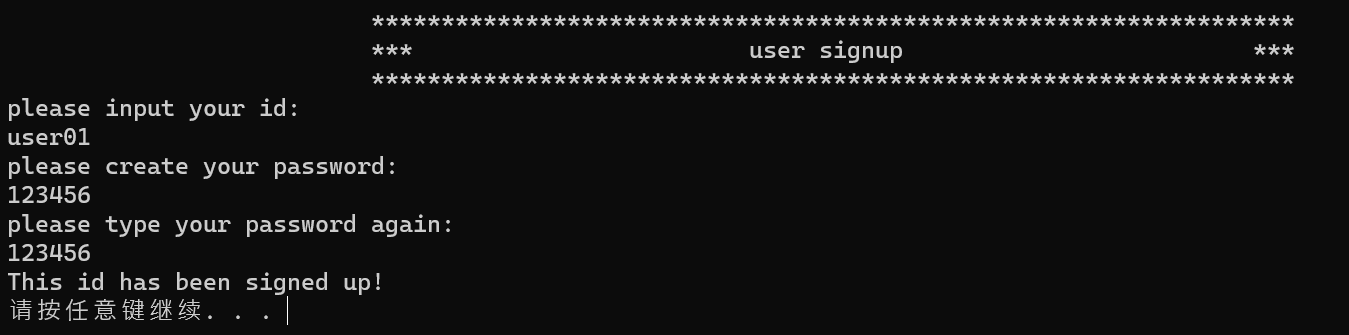 ******************************************************************
*** user signup ***
******************************************************************
please input your id:
user01
please create your password:
123456
please type your password again:
123456
This id has been signed up!
请按任意键继续. . .